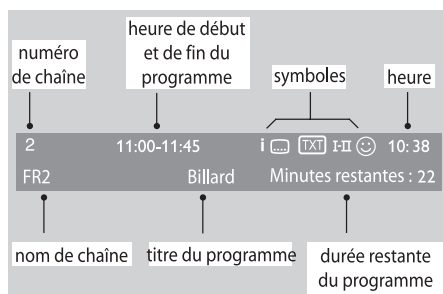 numéro
de chaîne
heure de début
et de fin du
programme
symboles
heure
2 11:00-11:45 i TXT I-II 10:38
FR2 Billard Minutes restantes : 22
nom de chaîne
titre du programme
durée restante
du programme